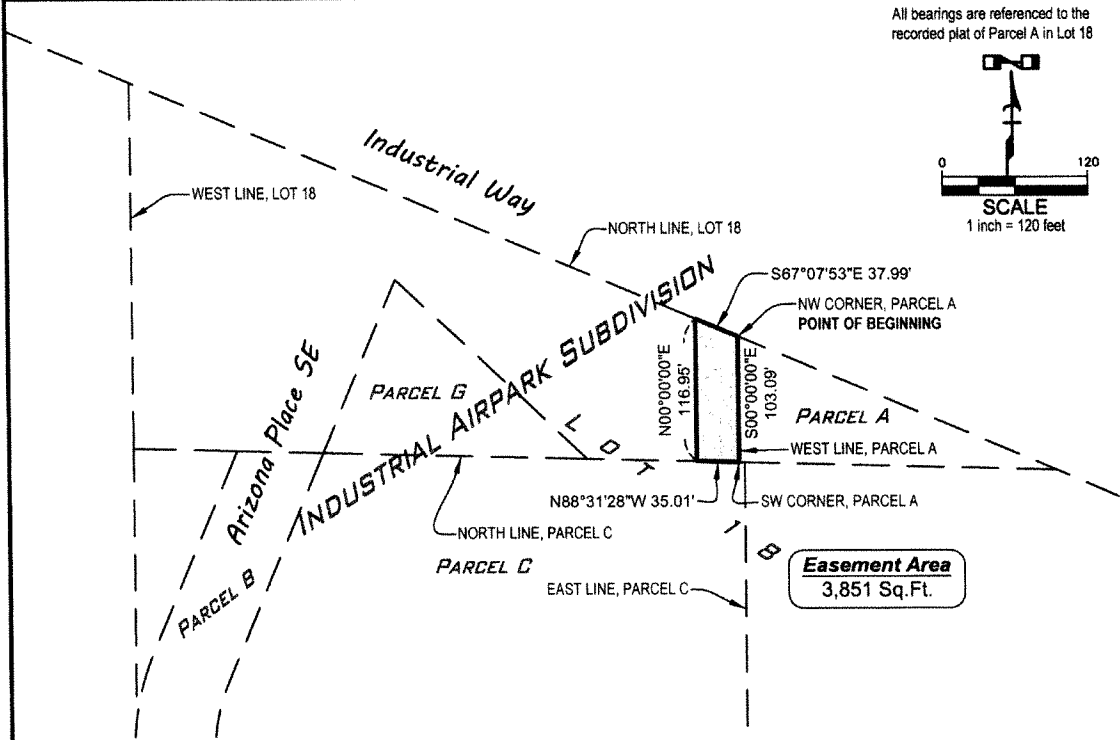 All bearings are referenced to the
recorded plat of Parcel A in Lot 18
0 120
SCALE
1 inch = 120 feet
Industrial Way
WEST LINE, LOT 18
NORTH LINE, LOT 18
S67°07'53"E 37.99'
NW CORNER, PARCEL A
POINT OF BEGINNING
INDUSTRIAL AIRPARK SUBDIVISION
Arizona Place SE
PARCEL G
N00°00'00"E
116.95'
S00°00'00"E
103.09'
PARCEL A
WEST LINE, PARCEL A
LOT 18
N88°31'28"W 35.01'
SW CORNER, PARCEL A
NORTH LINE, PARCEL C
PARCEL C
PARCEL B
EAST LINE, PARCEL C
Easement Area
3,851 Sq.Ft.